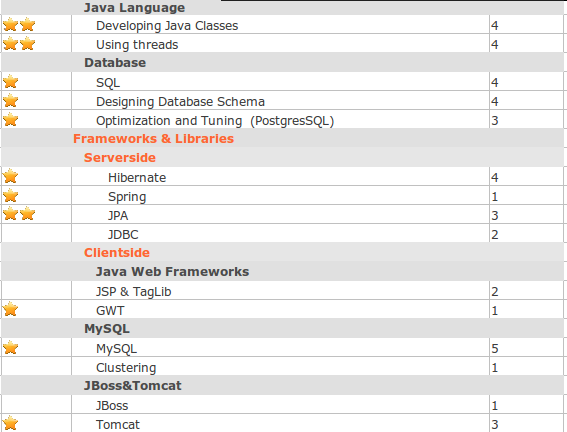 Java Language
Developing Java Classes 4
Using threads 4
Database
SQL 4
Designing Database Schema 4
Optimization and Tuning (PostgresSQL) 3
Frameworks & Libraries
Serverside
Hibernate 4
Spring 1
JPA 3
JDBC 2
Clientside
Java Web Frameworks
JSP & TagLib 2
GWT 1
MySQL
MySQL 5
Clustering 1
JBoss&Tomcat
JBoss 1
Tomcat 3